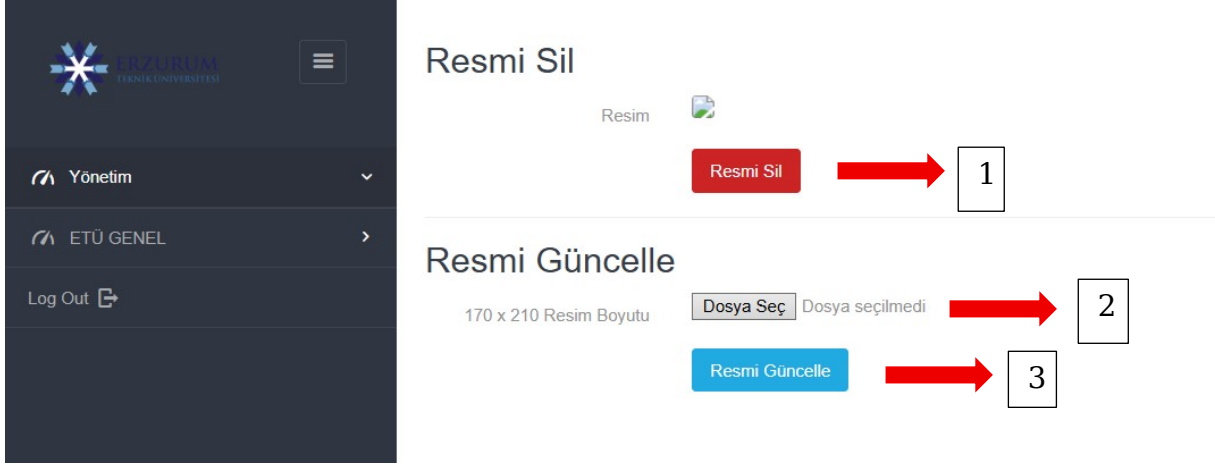 ERZURUM
TEKNİK ÜNİVERSİTESİ
Yönetim
ETÜ GENEL
Log Out
Resmi Sil
Resim
Resmi Sil
1
Resmi Güncelle
170 x 210 Resim Boyutu
Dosya Seç Dosya seçilmedi
2
Resmi Güncelle
3